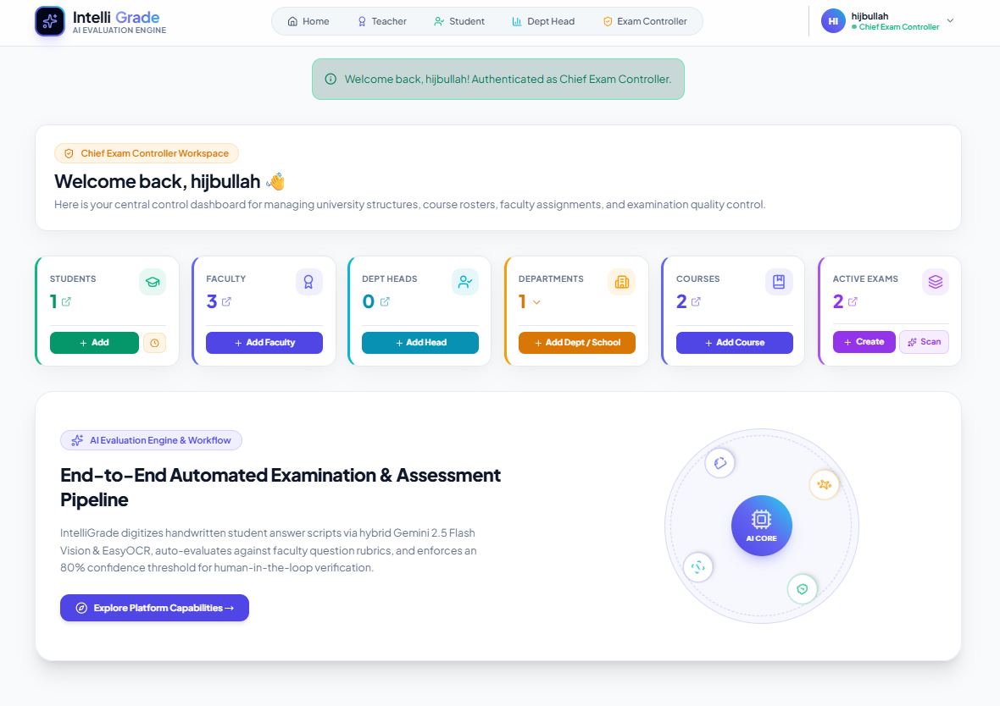 Intelli Grade
AI EVALUATION ENGINE
Home
Teacher
Student
Dept Head
Exam Controller
HI
hijbullah
Chief Exam Controller
Welcome back, hijbullah! Authenticated as Chief Exam Controller.
Chief Exam Controller Workspace
Welcome back, hijbullah 👋
Here is your central control dashboard for managing university structures, course rosters, faculty assignments, and examination quality control.
STUDENTS
1
+ Add
FACULTY
3
+ Add Faculty
DEPT HEADS
0
+ Add Head
DEPARTMENTS
1
+ Add Dept / School
COURSES
2
+ Add Course
ACTIVE EXAMS
2
+ Create
Scan
AI Evaluation Engine & Workflow
End-to-End Automated Examination & Assessment
Pipeline
IntelliGrade digitizes handwritten student answer scripts via hybrid Gemini 2.5 Flash
Vision & EasyOCR, auto-evaluates against faculty question rubrics, and enforces an
80% confidence threshold for human-in-the-loop verification.
Explore Platform Capabilities →
AI CORE